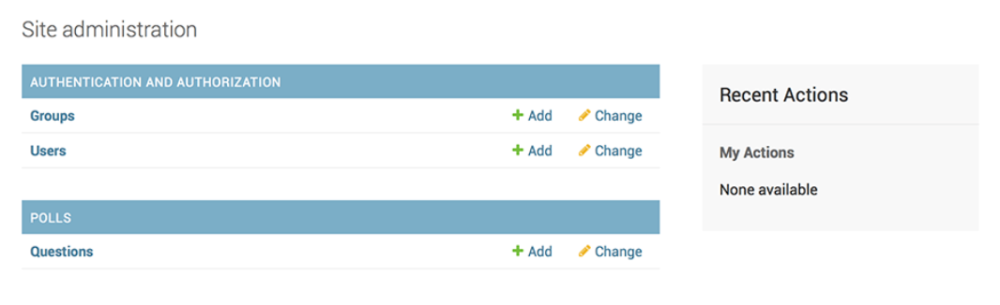 Site administration
AUTHENTICATION AND AUTHORIZATION
Groups Add Change
Users Add Change
POLLS
Questions Add Change
Recent Actions
My Actions
None available